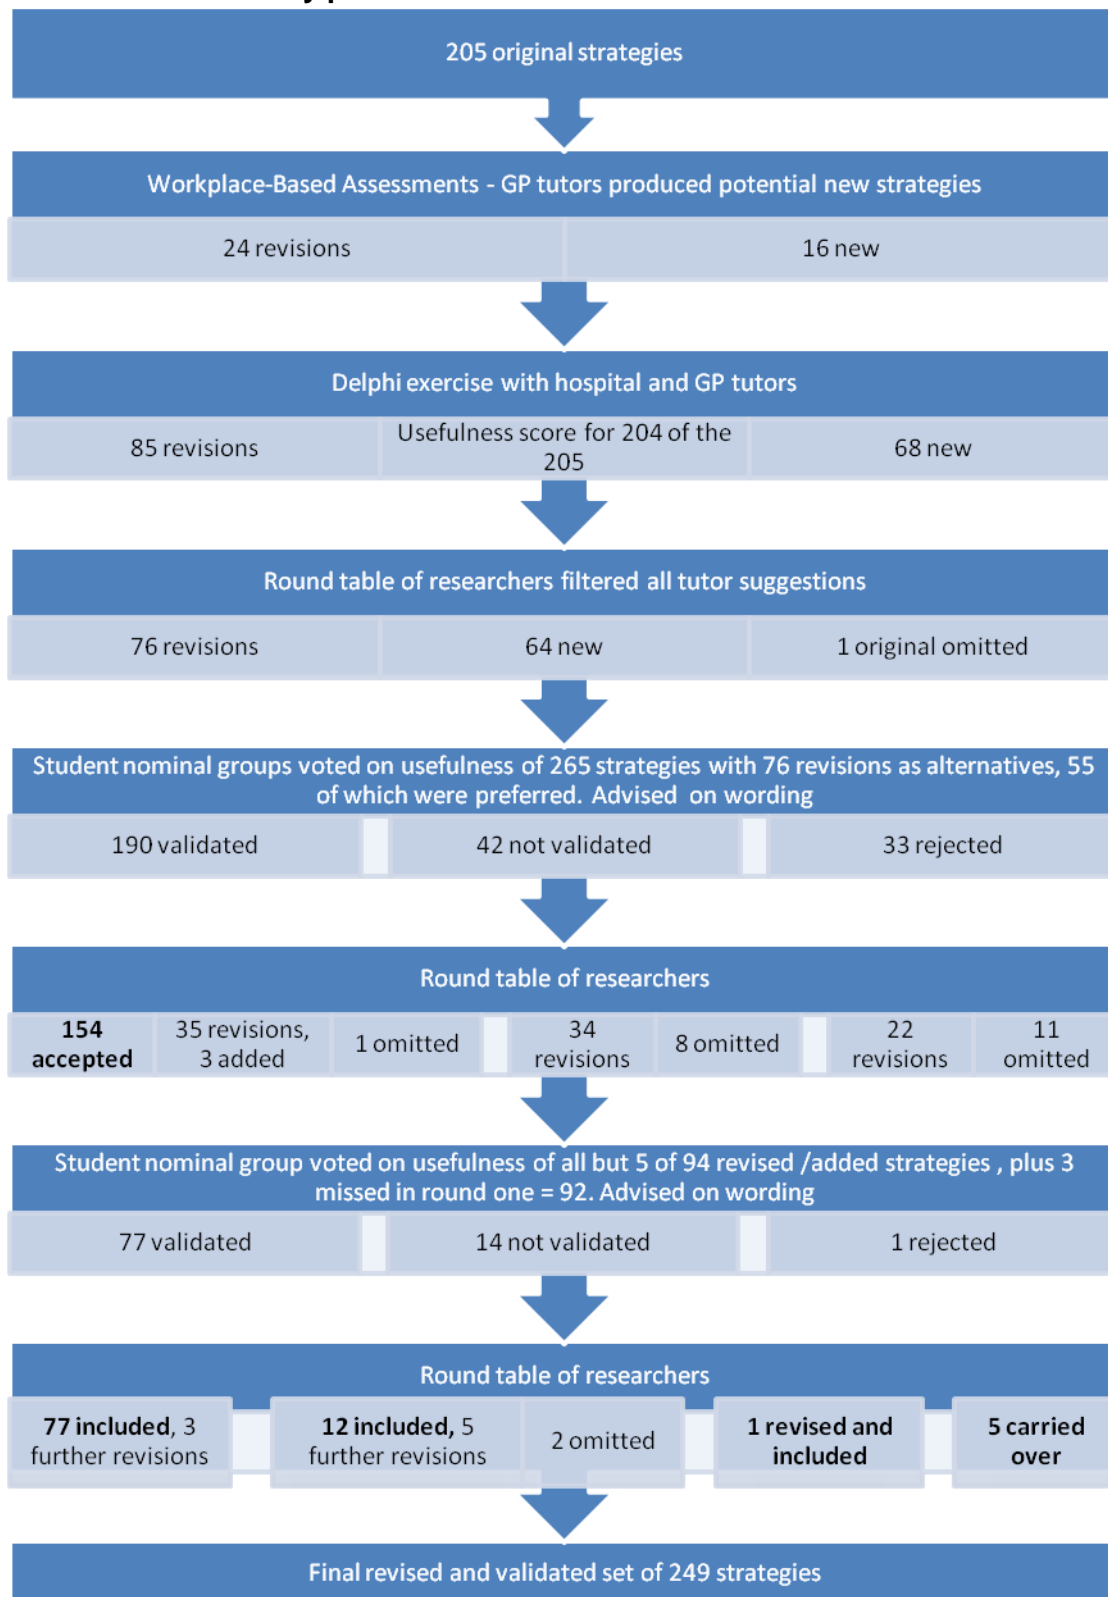 205 original strategies
Workplace-Based Assessments - GP tutors produced potential new strategies
24 revisions
16 new
Delphi exercise with hospital and GP tutors
85 revisions
Usefulness score for 204 of the
205
68 new
Round table of researchers filtered all tutor suggestions
76 revisions
64 new
1 original omitted
Student nominal groups voted on usefulness of 265 strategies with 76 revisions as alternatives, 55
of which were preferred. Advised on wording
190 validated
42 not validated
33 rejected
Round table of researchers
154
accepted
35 revisions,
3 added
1 omitted
34
revisions
8 omitted
22
revisions
11
omitted
Student nominal group voted on usefulness of all but 5 of 94 revised /added strategies , plus 3
missed in round one = 92. Advised on wording
77 validated
14 not validated
1 rejected
Round table of researchers
77 included, 3
further revisions
12 included, 5
further revisions
2 omitted
1 revised and
included
5 carried
over
Final revised and validated set of 249 strategies